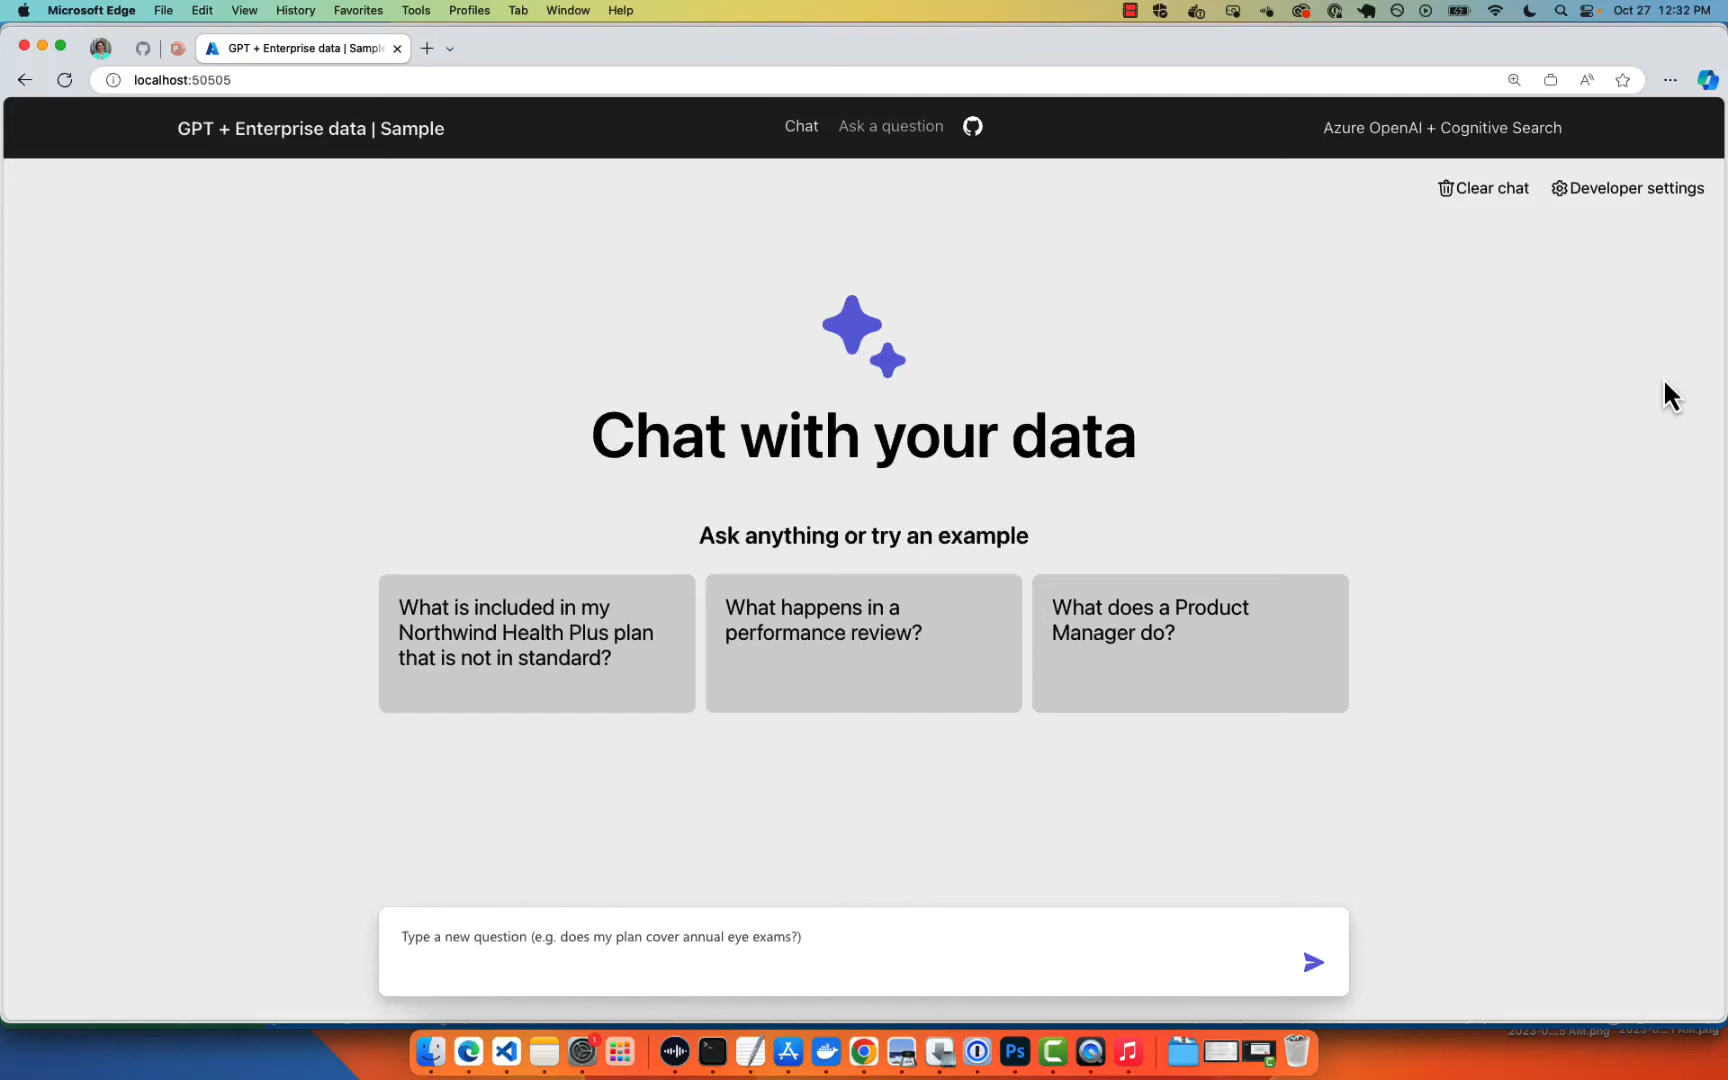 Microsoft Edge File Edit View History Favorites Tools Profiles Tab Window Help Oct 27 12:32 PM
GPT + Enterprise data | Sample
localhost:50505
GPT + Enterprise data | Sample Chat Ask a question Azure OpenAI + Cognitive Search
Clear chat Developer settings
Chat with your data
Ask anything or try an example
What is included in my
Northwind Health Plus plan
that is not in standard?
What happens in a
performance review?
What does a Product
Manager do?
Type a new question (e.g. does my plan cover annual eye exams?)
1
Ps